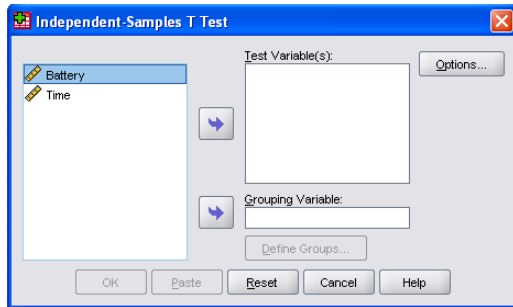 Independent-Samples T Test
Battery
Time
Test Variable(s):
Options...
Grouping Variable:
Define Groups...
OK
Paste
Reset
Cancel
Help